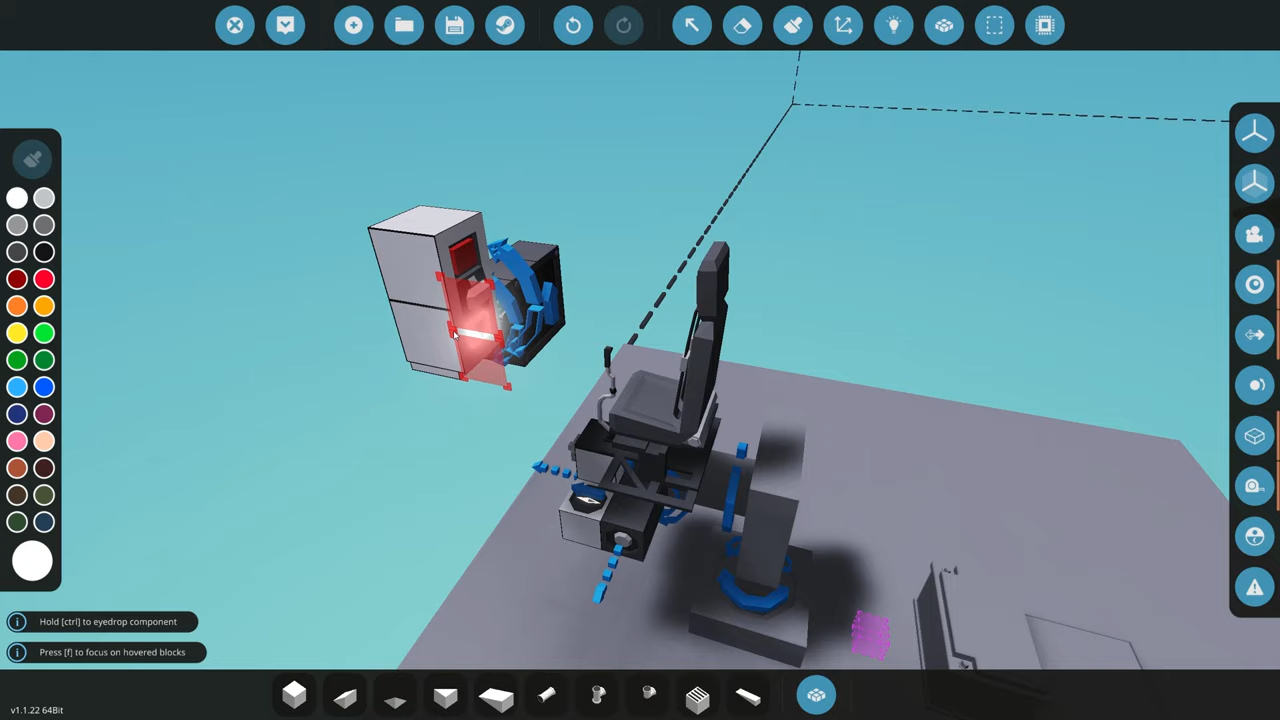 Hold [ctrl] to eyedrop component
Press [f] to focus on hovered blocks
v1.1.22 64Bit